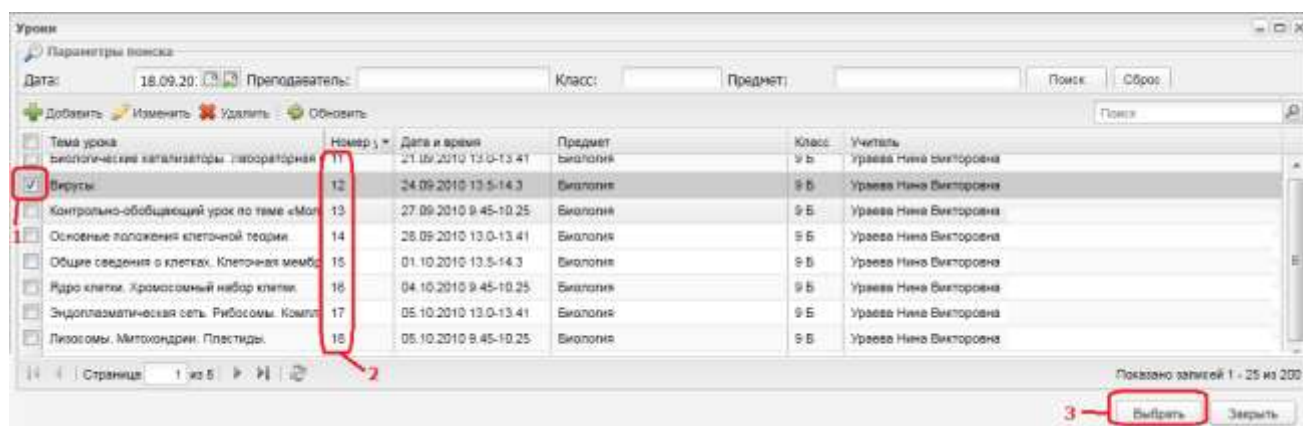 Уроки
Параметры поиска
Дата: 18.09.20: Преподаватель: Класс: Предмет: Поиск Сброс
Добавить Изменить Удалить Обновить Поиск
Тема урока Номер у Дата и время Предмет Класс Учитель
Биологические катализаторы. Лабораторная 11 21.09.2010 13.0-13.41 Биология 9 Б Ураева Нина Викторовна
Вирусы. 12 24.09.2010 13.5-14.3 Биология 9 Б Ураева Нина Викторовна
Контрольно-обобщающий урок по теме «Мол 13 27.09.2010 9.45-10.25 Биология 9 Б Ураева Нина Викторовна
1 Основные положения клеточной теории. 14 28.09.2010 13.0-13.41 Биология 9 Б Ураева Нина Викторовна
Общие сведения о клетках. Клеточная мембр 15 01.10.2010 13.5-14.3 Биология 9 Б Ураева Нина Викторовна
Ядро клетки. Хромосомный набор клетки. 16 04.10.2010 9.45-10.25 Биология 9 Б Ураева Нина Викторовна
Эндоплазматическая сеть. Рибосомы. Компл 17 05.10.2010 13.0-13.41 Биология 9 Б Ураева Нина Викторовна
Лизосомы. Митохондрии. Пластиды. 18 05.10.2010 9.45-10.25 Биология 9 Б Ураева Нина Викторовна
Страница 1 из 8 2 Показано записей 1 - 25 из 200
3 Выбрать Закрыть